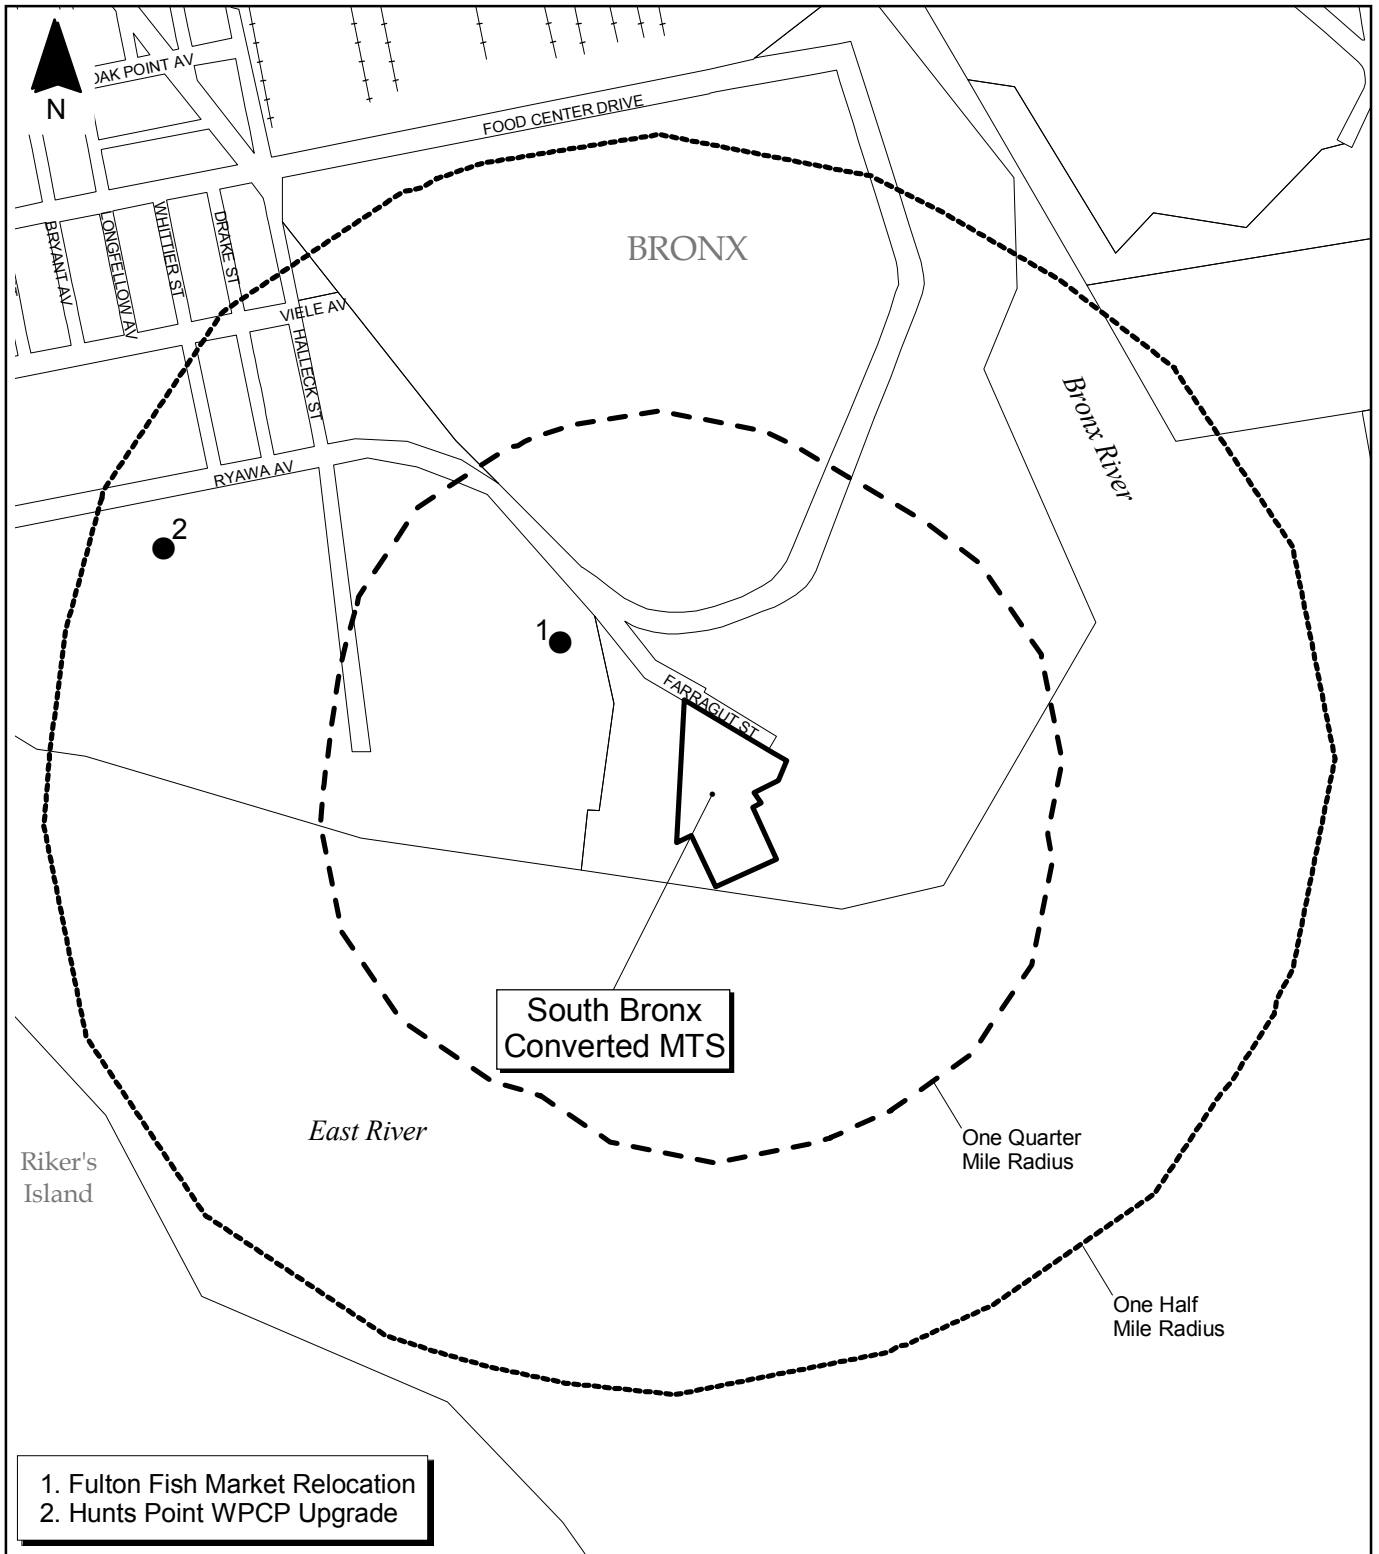 OAK POINT AV
N
FOOD CENTER DRIVE
BRYANT AV
LONGFELLOW AV
WHITTIER ST
DRAKE ST
BRONX
VIELE AV
HALLECK ST
Bronx River
RYAWA AV
2
1
FARRAGUT ST
South Bronx
Converted MTS
East River
One Quarter
Mile Radius
Riker's
Island
One Half
Mile Radius
1. Fulton Fish Market Relocation
2. Hunts Point WPCP Upgrade